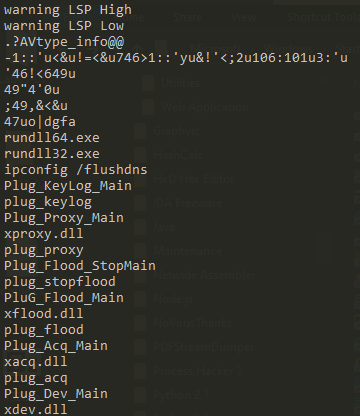 warning LSP High
warning LSP Low
.?AVtype_info@@
-1::'u<&u!=<&u746>1::'yu&!'<;2u106:101u3:'u
'46!<649u
49"4'0u
;49,&<&u
47uo|dgfa
rundll64.exe
rundll32.exe
ipconfig /flushdns
Plug_KeyLog_Main
plug_keylog
Plug_Proxy_Main
xproxy.dll
plug_proxy
Plug_Flood_StopMain
plug_stopflood
PluG_Flood_Main
xflood.dll
plug_flood
Plug_Acq_Main
xacq.dll
plug_acq
Plug_Dev_Main
xdev.dll